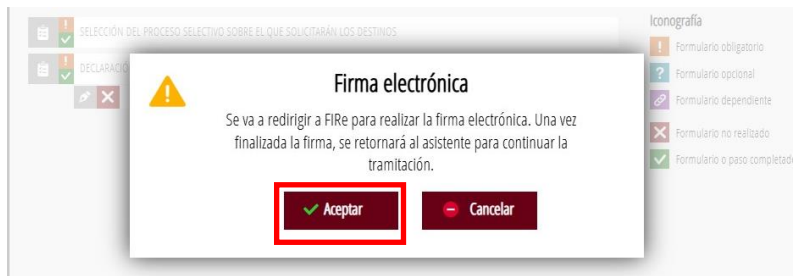 SELECCIÓN DEL PROCESO SELECTIVO SOBRE EL QUE SOLICITARÁN LOS DESTINOS
DECLARACIÓ
Firma electrónica
Se va a redirigir a FIRe para realizar la firma electrónica. Una vez
finalizada la firma, se retornará al asistente para continuar la
tramitación.
Aceptar
Cancelar
Iconografía
Formulario obligatorio
Formulario opcional
Formulario dependiente
Formulario no realizado
Formulario o paso completado